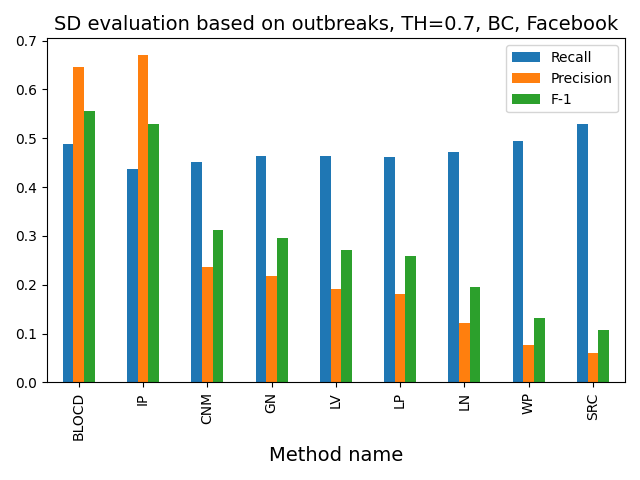 SD evaluation based on outbreaks, TH=0.7, BC, Facebook
0.7
0.6
0.5
0.4
0.3
0.2
0.1
0.0
Recall
Precision
F-1
BLOCD
IP
CNM
GN
LV
LP
LN
WP
SRC
Method name